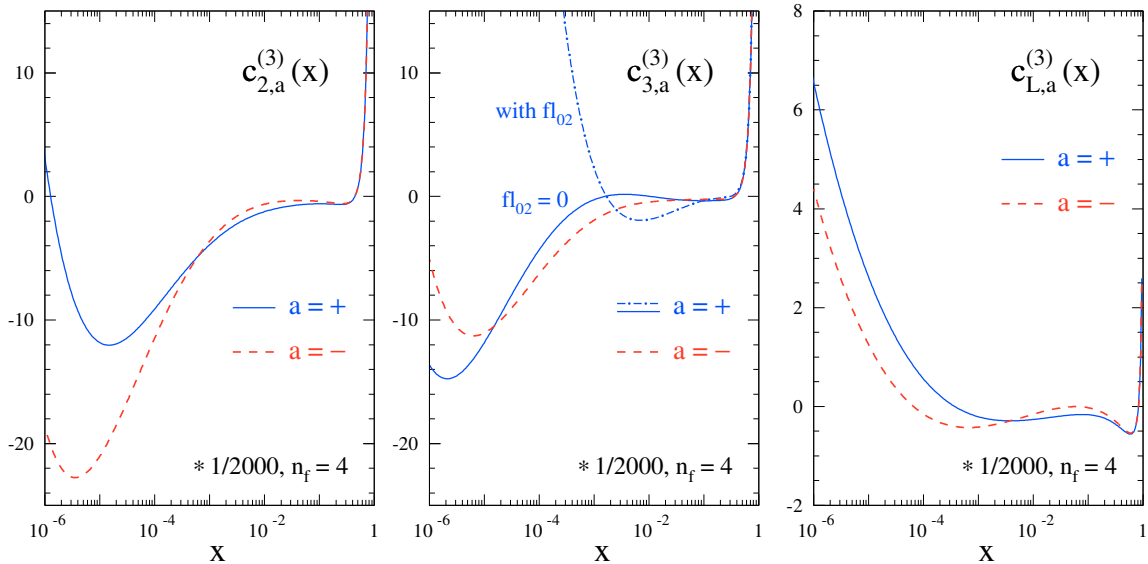 c_{2,a}^{(3)}(x)
10
0
-10
-20
a = +
a = −
* 1/2000, n_f = 4
10^{-6} 10^{-4} 10^{-2} 1
x
c_{3,a}^{(3)}(x)
10
with fl_{02}
0
fl_{02} = 0
-10
-20
a = +
a = −
* 1/2000, n_f = 4
10^{-6} 10^{-4} 10^{-2} 1
x
8
c_{L,a}^{(3)}(x)
6
4
2
0
-2
a = +
a = −
* 1/2000, n_f = 4
10^{-6} 10^{-4} 10^{-2} 1
x